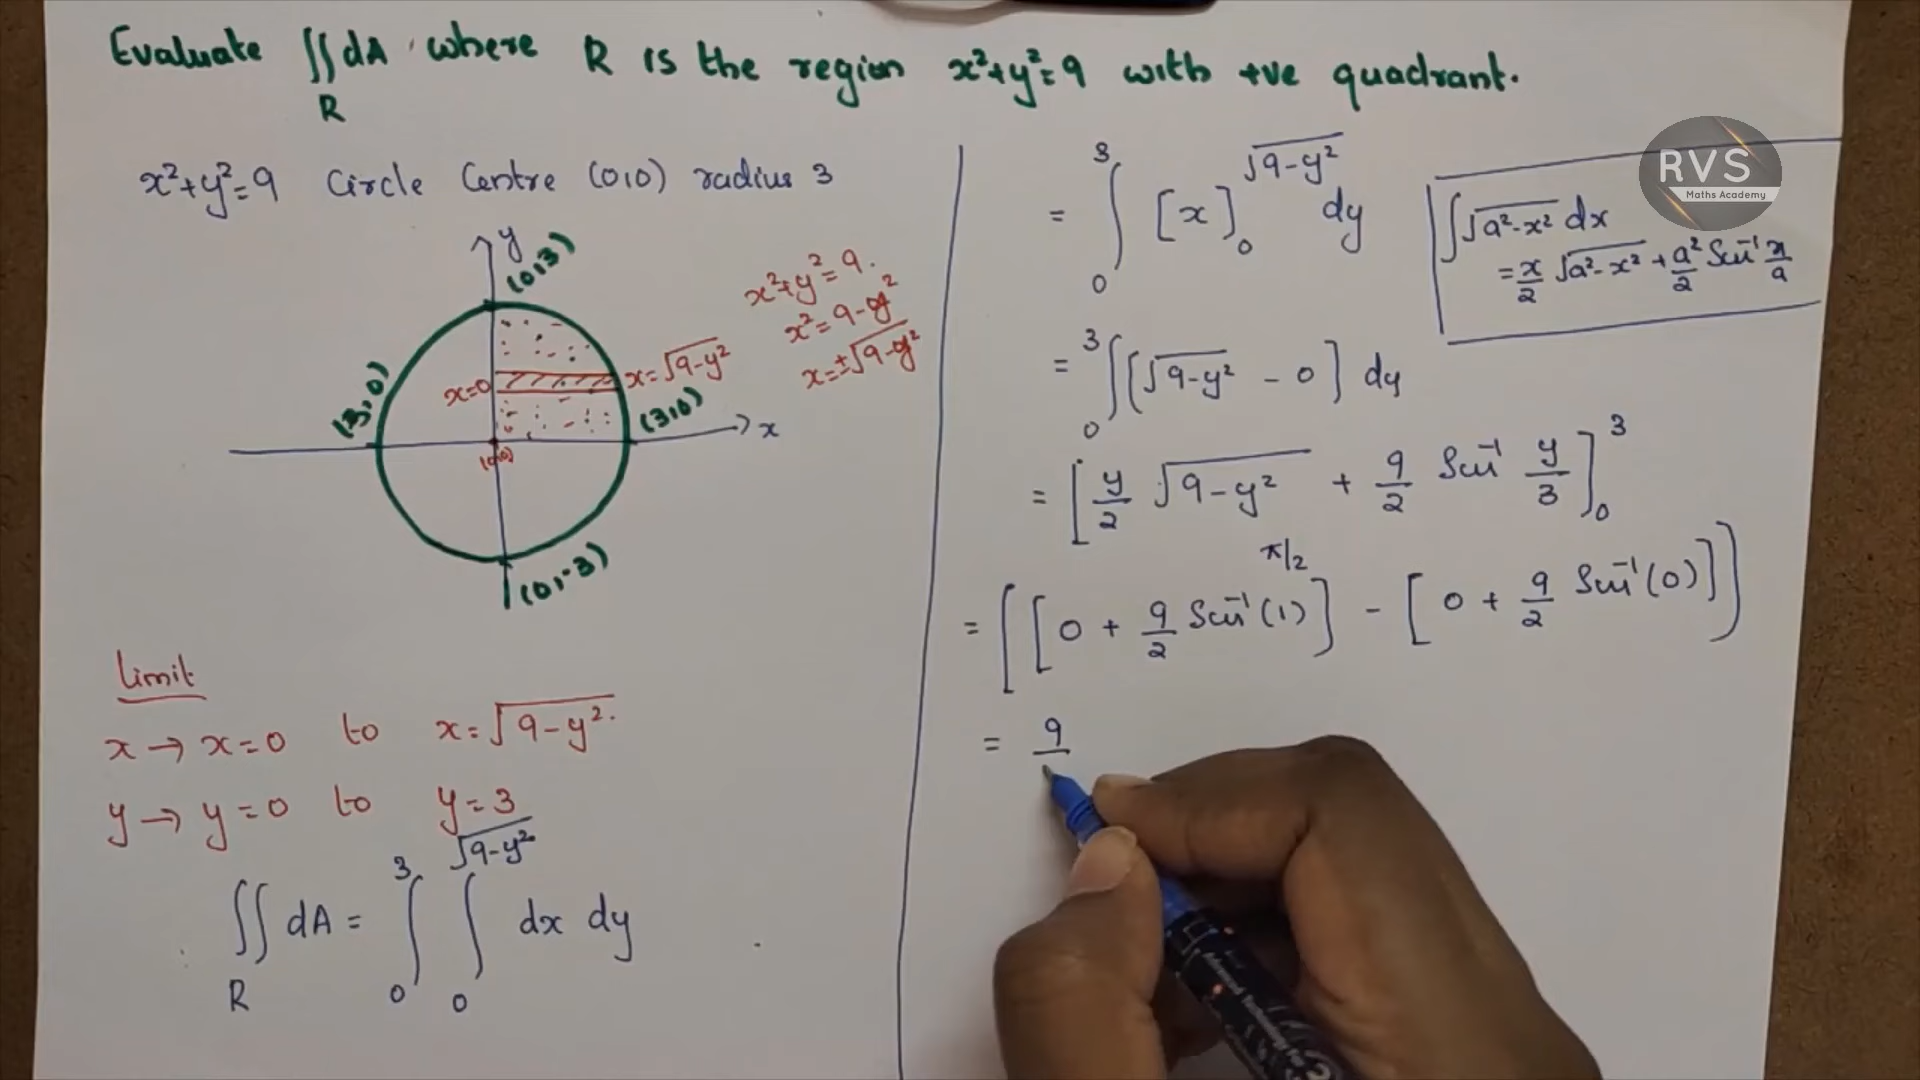 Evaluate ∬_R dA where R is the region x²+y²=9 with +ve quadrant.
x²+y²=9 Circle Centre (0,0) radius 3
y
(0,3)
x²+y²=9.
x²=9-y²
x=±√9-y²
x=0
x=√9-y²
(3,0)
x
(0,0)
(0,-3)
Limit
x→ x=0 to x=√9-y².
y→ y=0 to y=3
∬_R dA = ∫_0^3 ∫_0^√9-y² dx dy
= ∫_0^3 [x]_0^√9-y² dy
RVS
Maths Academy
∫√a²-x² dx
= x/2 √a²-x² + a²/2 Sin⁻¹ x/a
= ∫_0^3 [√9-y² - 0] dy
= [y/2 √9-y² + 9/2 Sin⁻¹ y/3]_0^3
π/2
= [[0 + 9/2 Sin⁻¹(1)] - [0 + 9/2 Sin⁻¹(0)]]
= 9
Advanced Technology